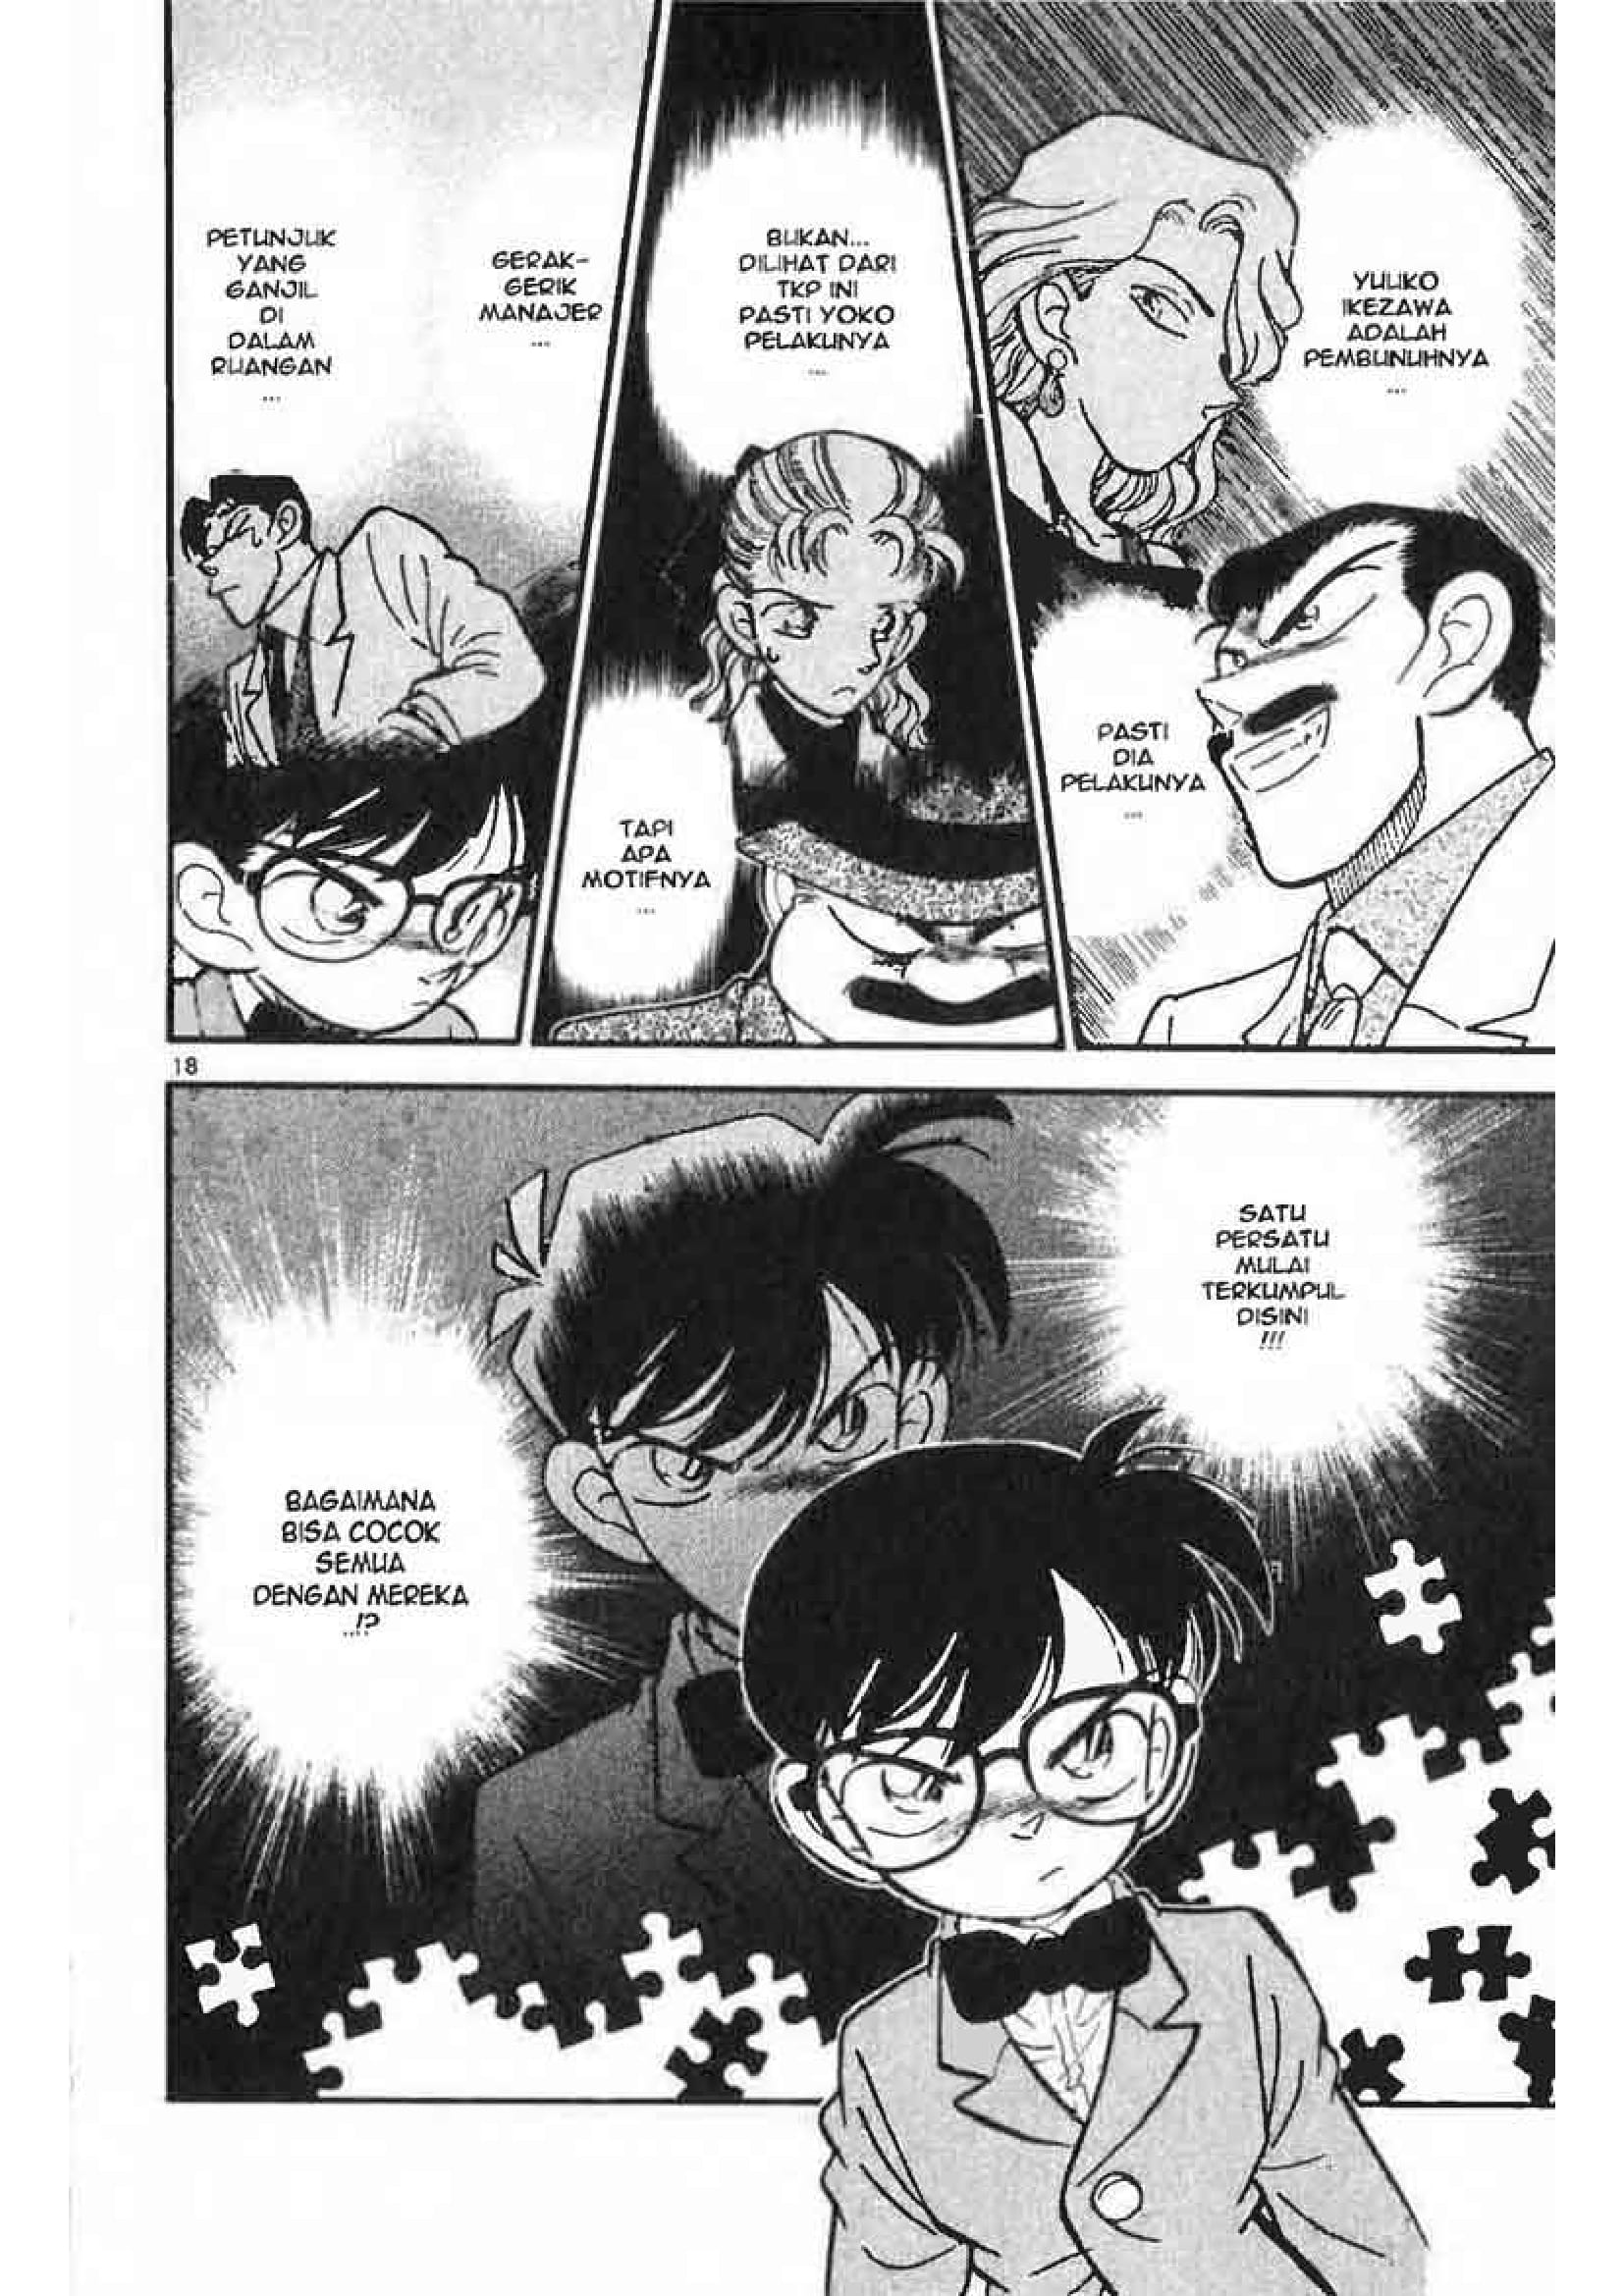 YUUKO
IKEZAWA
ADALAH
PEMBUNUHNYA
...
PASTI
DIA
PELAKUNYA
...
BUKAN...
DILIHAT DARI
TKP INI
PASTI YOKO
PELAKUNYA
...
TAPI
APA
MOTIFNYA
...
GERAK-
GERIK
MANAJER
...
PETUNJUK
YANG
GANJIL
DI
DALAM
RUANGAN
...
18
SATU
PERSATU
MULAI
TERKUMPUL
DISINI
!!!
BAGAIMANA
BISA COCOK
SEMUA
DENGAN MEREKA
....!?